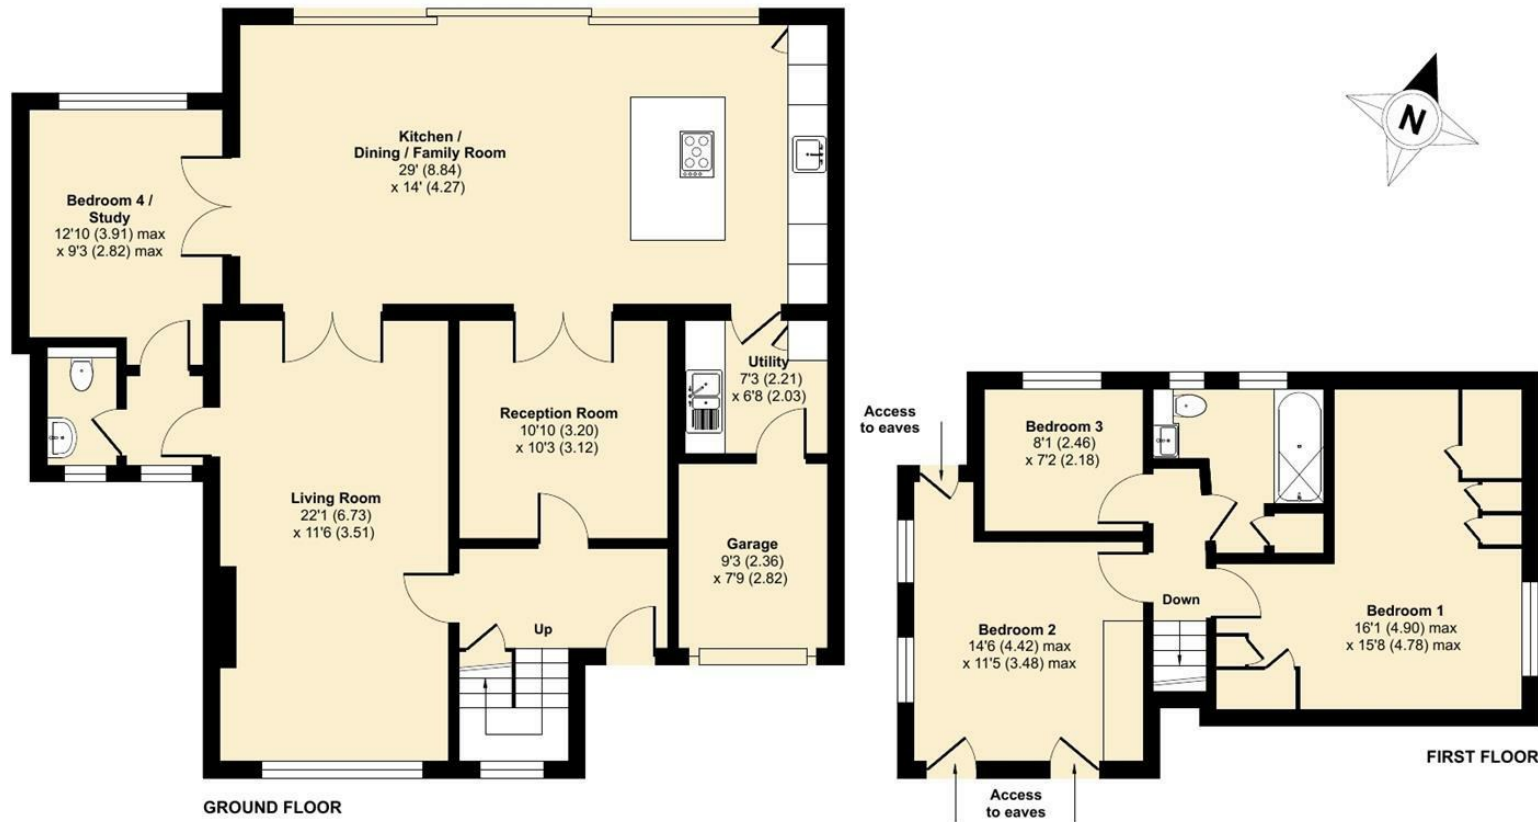 Kitchen /
Dining / Family Room
29' (8.84)
x 14' (4.27)
N
Bedroom 4 /
Study
12'10 (3.91) max
x 9'3 (2.82) max
Utility
7'3 (2.21)
x 6'8 (2.03)
Reception Room
10'10 (3.20)
x 10'3 (3.12)
Living Room
22'1 (6.73)
x 11'6 (3.51)
Garage
9'3 (2.36)
x 7'9 (2.82)
Up
GROUND FLOOR
Access
to eaves
Bedroom 3
8'1 (2.46)
x 7'2 (2.18)
Down
Bedroom 1
16'1 (4.90) max
x 15'8 (4.78) max
Bedroom 2
14'6 (4.42) max
x 11'5 (3.48) max
FIRST FLOOR
Access
to eaves